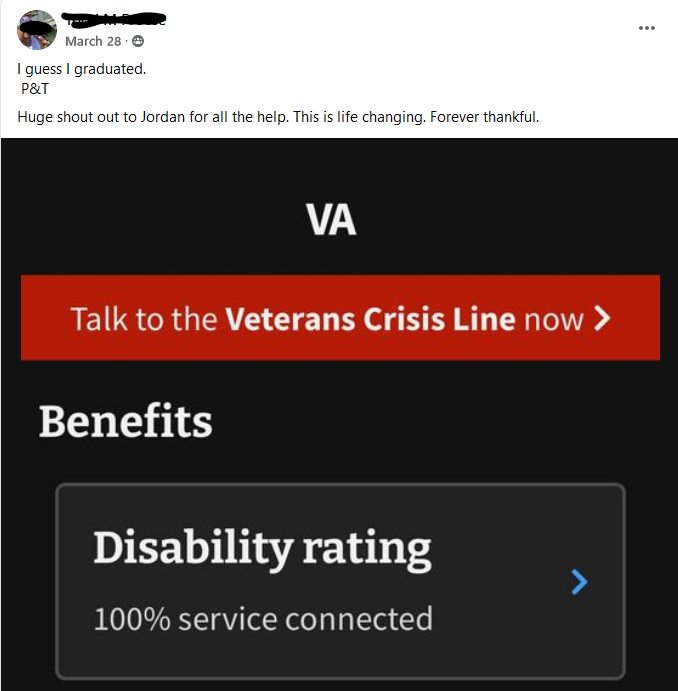 March 28 ·
I guess I graduated.
P&T
Huge shout out to Jordan for all the help. This is life changing. Forever thankful.
VA
Talk to the Veterans Crisis Line now
Benefits
Disability rating
100% service connected